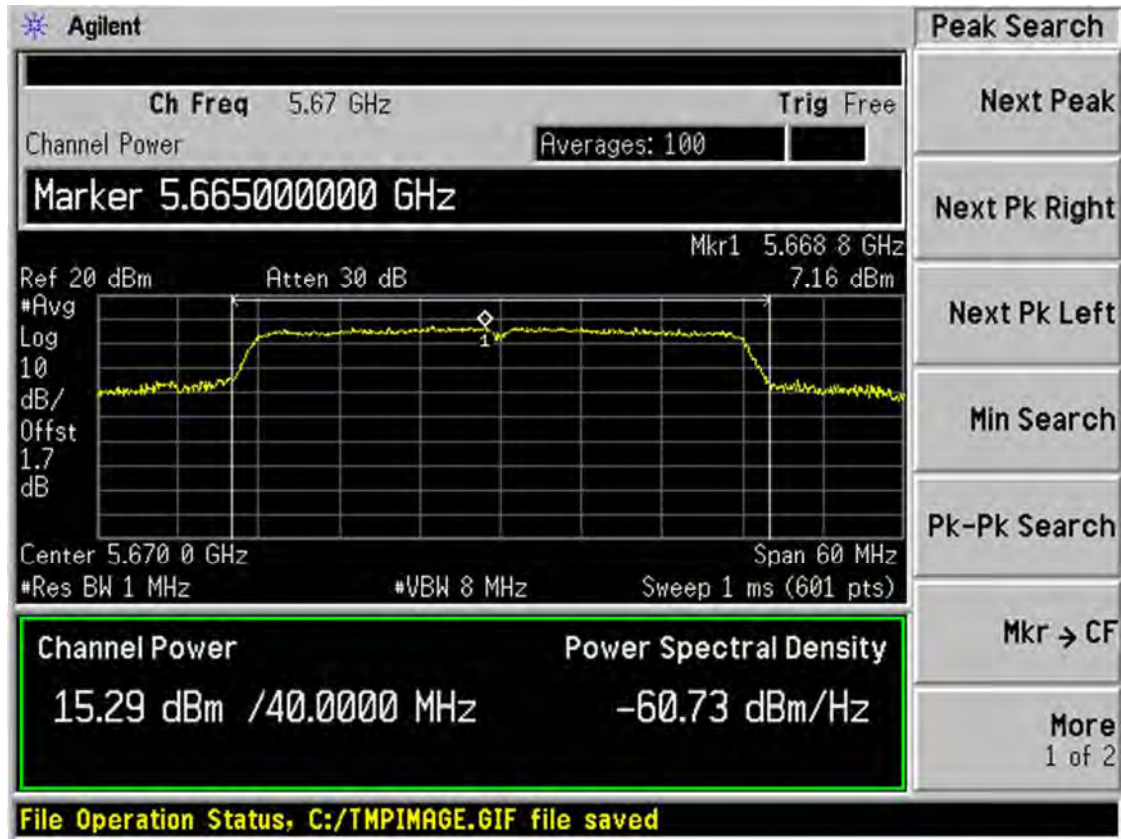 Agilent
Peak Search
Ch Freq 5.67 GHz
Trig Free
Channel Power
Averages: 100
Marker 5.665000000 GHz
Mkr1 5.668 8 GHz
Ref 20 dBm
Atten 30 dB
7.16 dBm
#Avg
Log
10
dB/
Offst
1.7
dB
1
Center 5.670 0 GHz
Span 60 MHz
#Res BW 1 MHz
#VBW 8 MHz
Sweep 1 ms (601 pts)
Channel Power
Power Spectral Density
15.29 dBm /40.0000 MHz
-60.73 dBm/Hz
File Operation Status, C:/TMPIMAGE.GIF file saved
Next Peak
Next Pk Right
Next Pk Left
Min Search
Pk-Pk Search
Mkr → CF
More
1 of 2